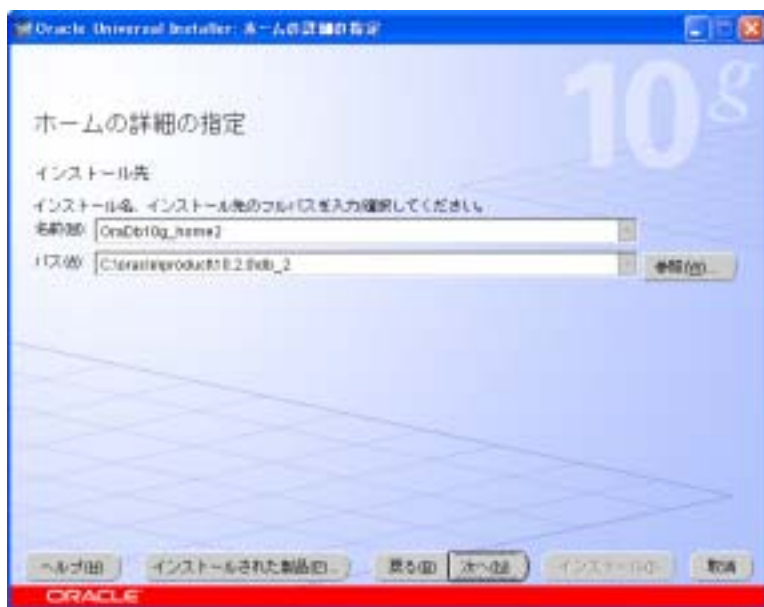 Oracle Universal Installer: ホームの詳細の指定
10g
ホームの詳細の指定
インストール先
インストール名、インストール先のフルパスを入力/選択してください。
名前(M): OraDb10g_home2
パス(A): C:\oracle\product\10.2.0\db_2
参照(W)...
ヘルプ(H)
インストールされた製品(P)...
戻る(B)
次へ(N)
インストール(I)
取消
ORACLE